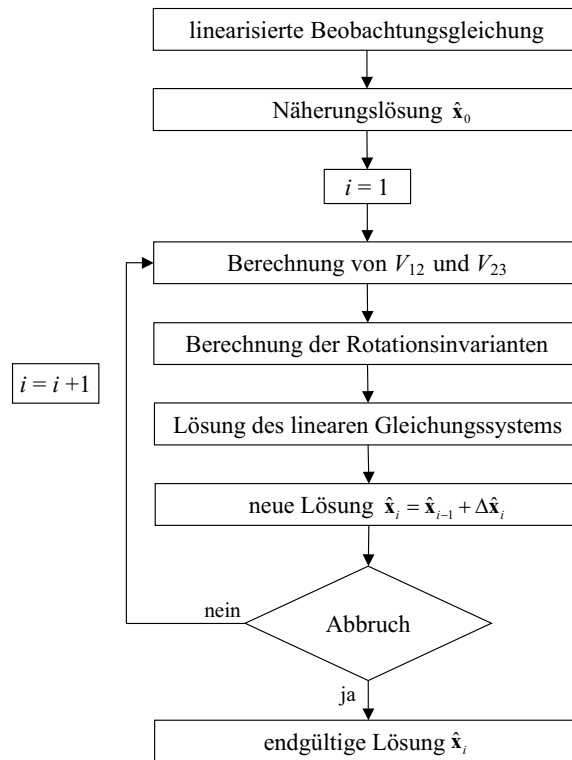 linearisierte Beobachtungsgleichung
Näherungslösung x̂₀
i = 1
Berechnung von V₁₂ und V₂₃
Berechnung der Rotationsinvarianten
i = i +1
Lösung des linearen Gleichungssystems
neue Lösung x̂ᵢ = x̂ᵢ₋₁ + Δx̂ᵢ
nein
Abbruch
ja
endgültige Lösung x̂ᵢ